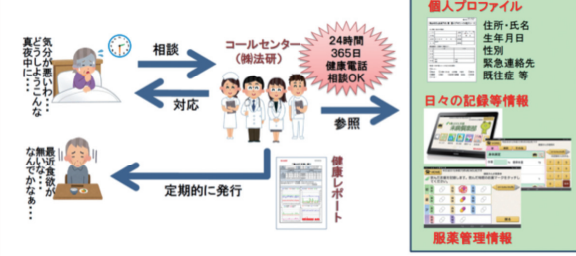 気分が悪いわ・・・
どうしようこんな
真夜中に・・・
相談
対応
コールセンター
(㈱法研)
24時間
365日
健康電話
相談OK
参照
最近食欲が
無いな・・・
なんでかなぁ・・・
定期的に発行
健康レポート
個人プロファイル
住所・氏名
生年月日
性別
緊急連絡先
既往症 等
日々の記録等情報
服薬管理情報